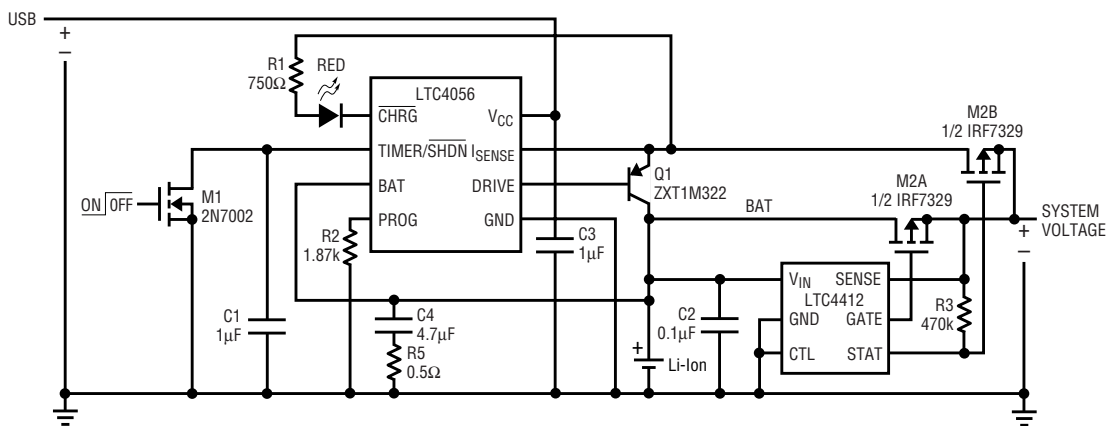 USB
+
–
R1
750Ω
RED
LTC4056
CHRG
VCC
TIMER/SHDN
ISENSE
BAT
DRIVE
PROG
GND
ON OFF
M1
2N7002
R2
1.87k
C1
1µF
C4
4.7µF
R5
0.5Ω
C3
1µF
Q1
ZXT1M322
BAT
M2B
1/2 IRF7329
M2A
1/2 IRF7329
SYSTEM
VOLTAGE
+
–
VIN
SENSE
LTC4412
GND
GATE
CTL
STAT
R3
470k
C2
0.1µF
+
Li-Ion